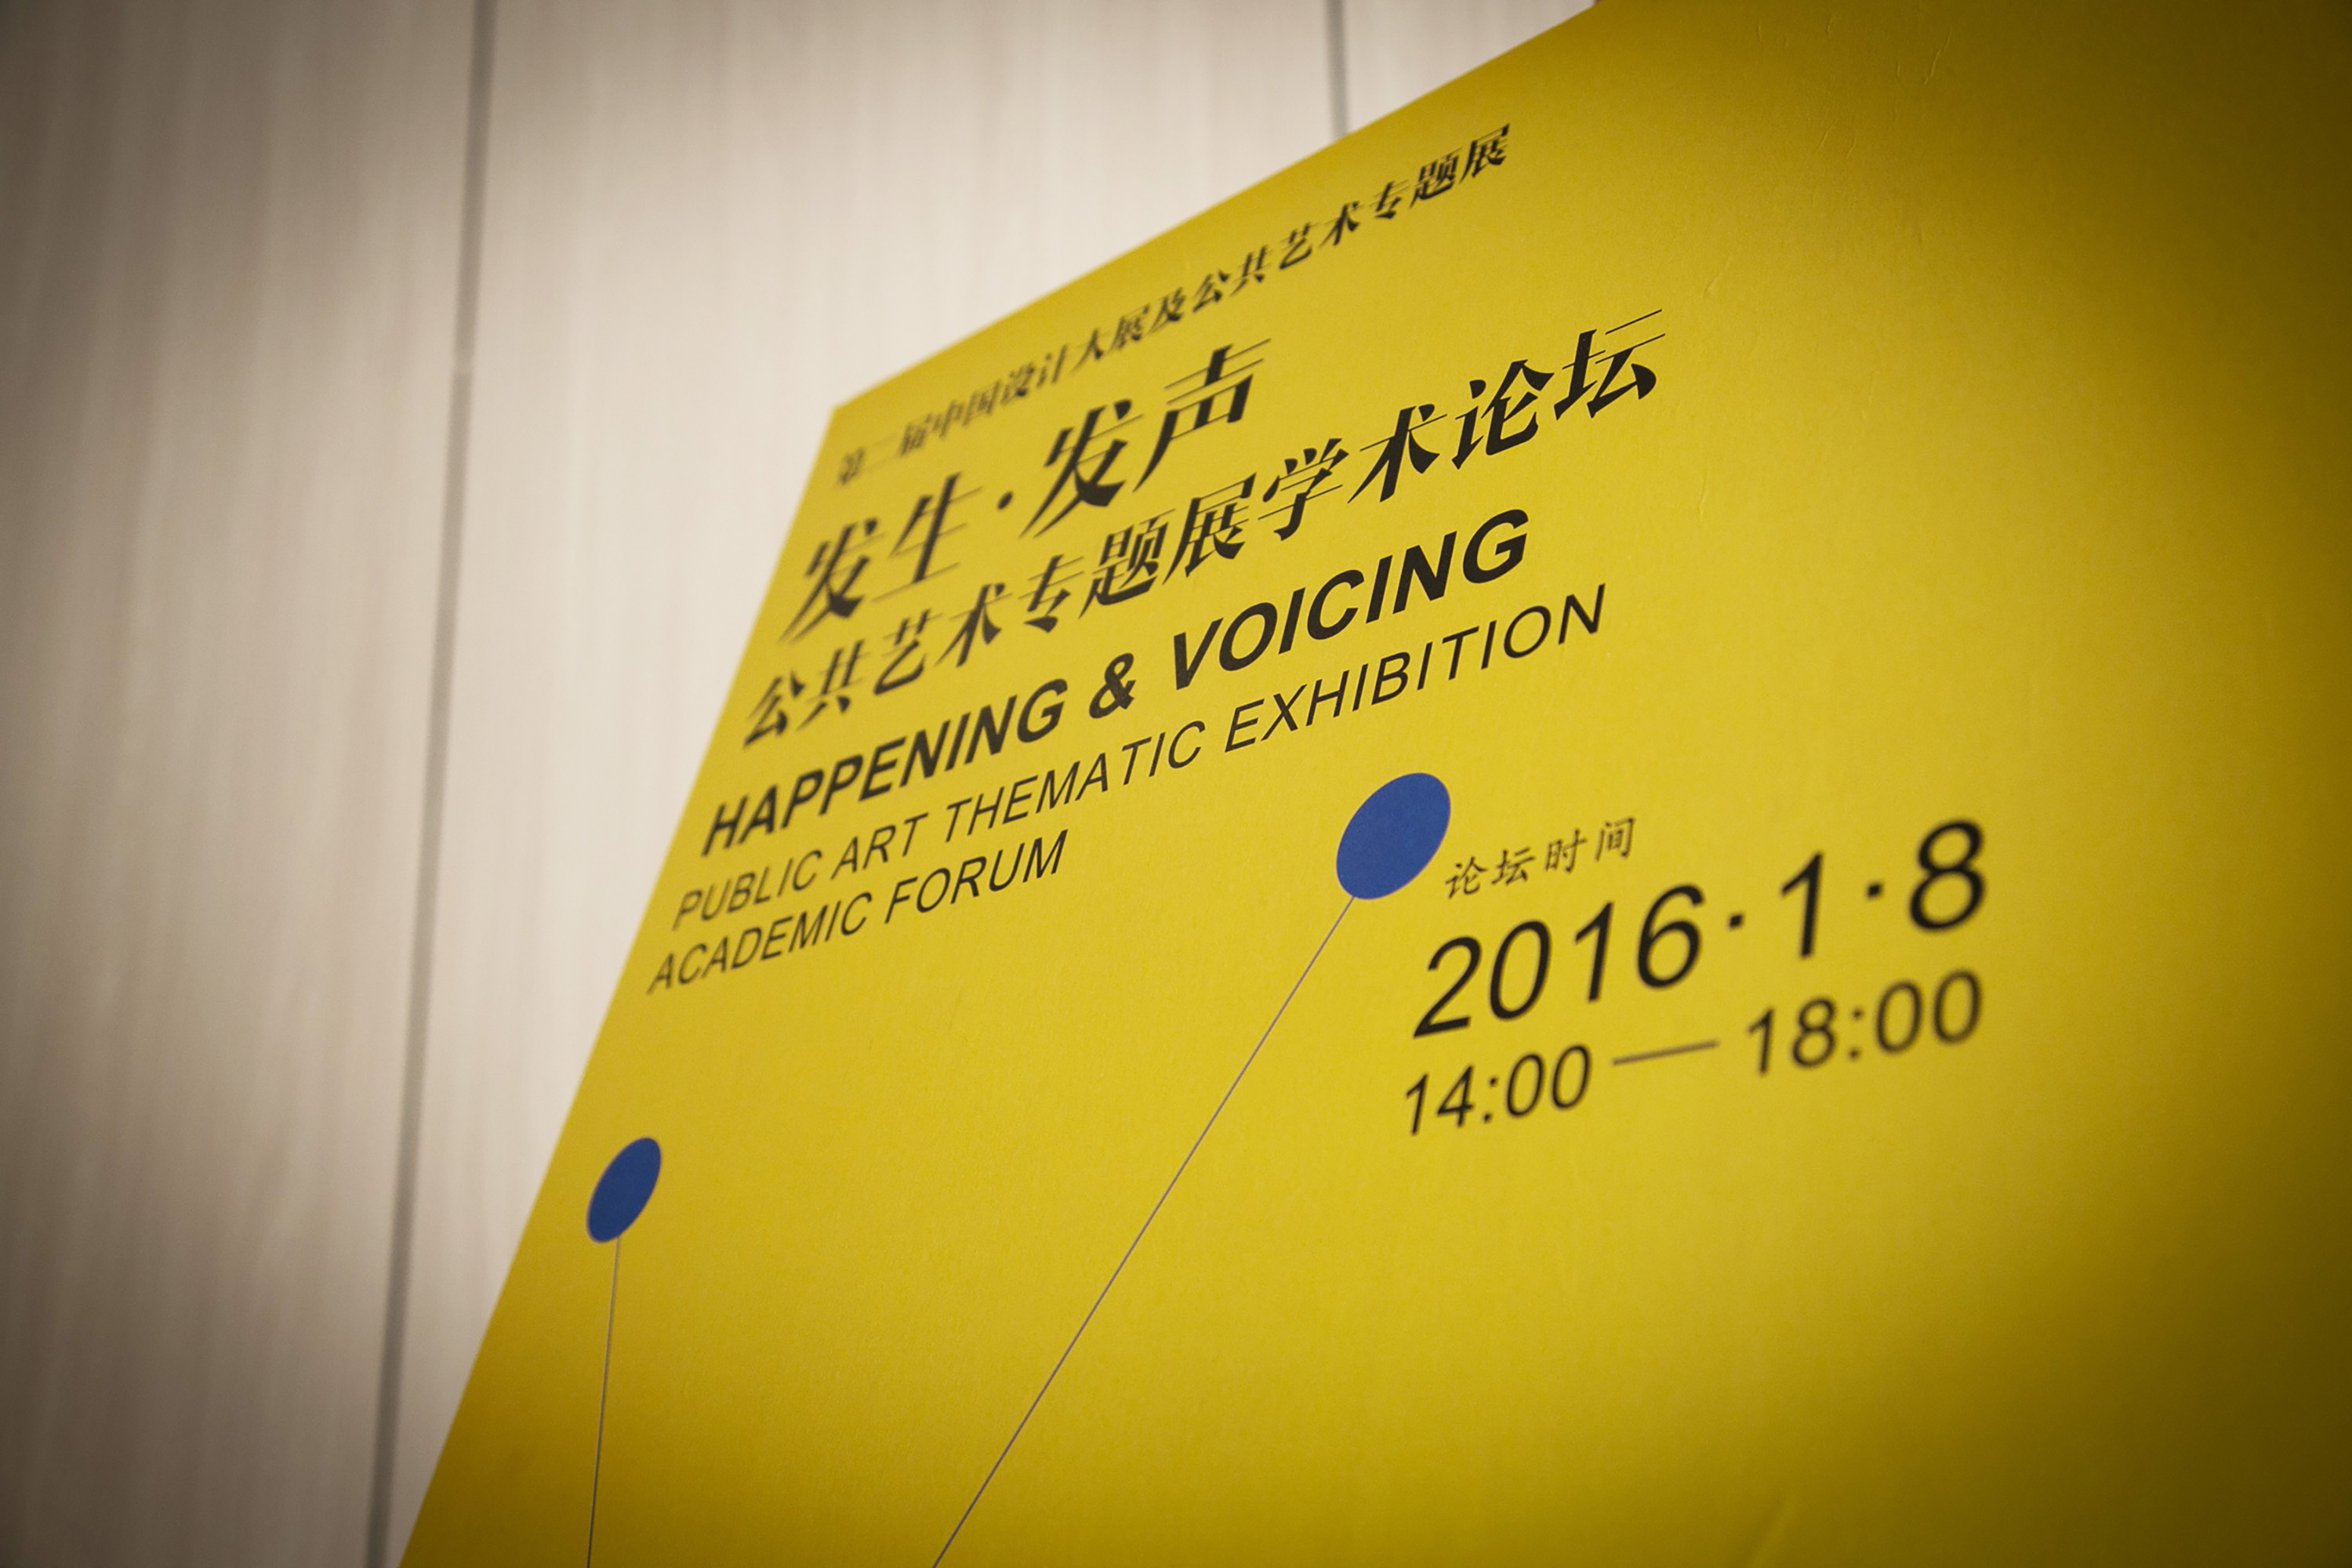 第二届中国设计大展及公共艺术专题展
发生·发声
公共艺术专题展学术论坛
HAPPENING & VOICING
PUBLIC ART THEMATIC EXHIBITION
ACADEMIC FORUM
论坛时间
2016·1·8
14:00—18:00